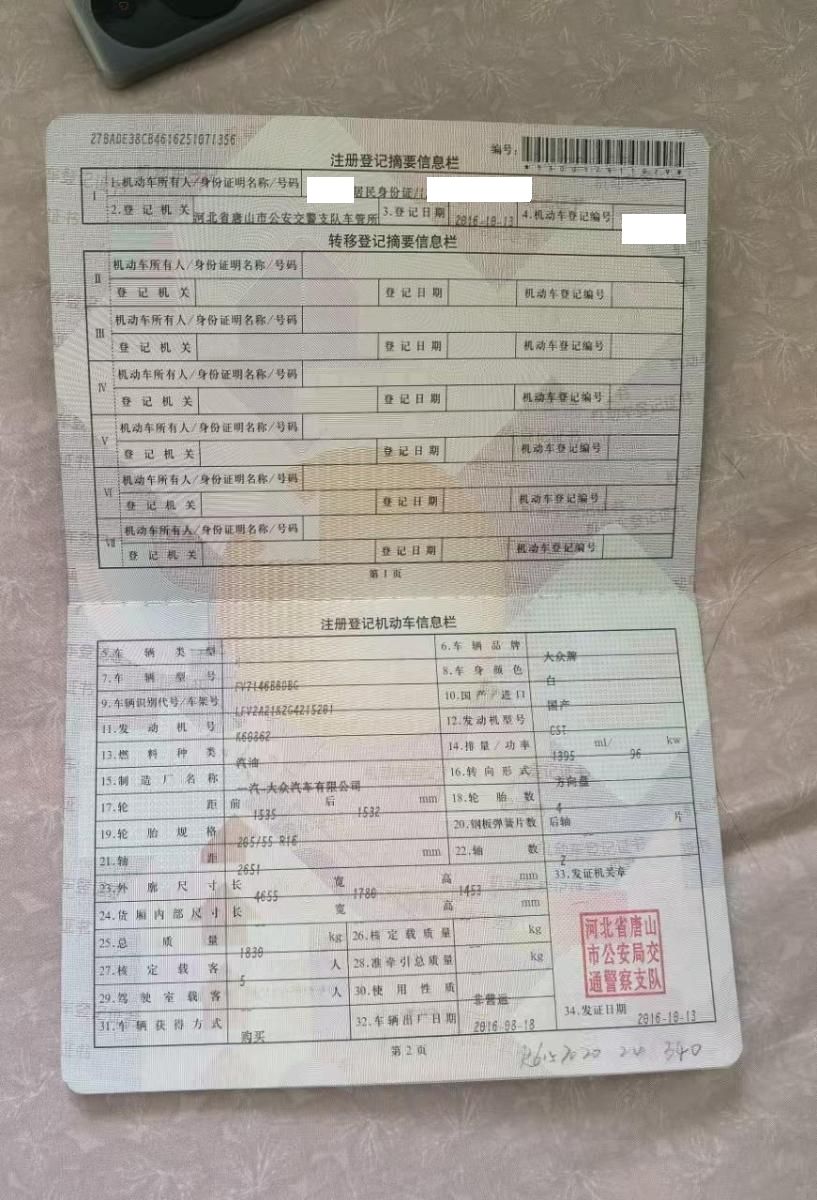 27BADE38CB4616251071356
编号:
注册登记摘要信息栏
I 1.机动车所有人/身份证明名称/号码 居民身份证/
2.登记机关 河北省唐山市公安交警支队车管所 3.登记日期 2016-10-13 4.机动车登记编号
转移登记摘要信息栏
II 机动车所有人/身份证明名称/号码
登记机关 登记日期 机动车登记编号
III 机动车所有人/身份证明名称/号码
登记机关 登记日期 机动车登记编号
IV 机动车所有人/身份证明名称/号码
登记机关 登记日期 机动车登记编号
V 机动车所有人/身份证明名称/号码
登记机关 登记日期 机动车登记编号
VI 机动车所有人/身份证明名称/号码
登记机关 登记日期 机动车登记编号
VII 机动车所有人/身份证明名称/号码
登记机关 登记日期 机动车登记编号
第1页
注册登记机动车信息栏
5.车辆类型 6.车辆品牌 大众牌
7.车辆型号 FV7146BBDBG 8.车身颜色 白
9.车辆识别代号/车架号 LFV2A21K2G4215201 10.国产/进口 国产
11.发动机号 K69862 12.发动机型号 CST
13.燃料种类 汽油 14.排量/功率 1395 ml/ 96 kw
15.制造厂名称 一汽-大众汽车有限公司 16.转向形式 方向盘
17.轮距 前 1535 后 1532 mm 18.轮胎数 4
19.轮胎规格 205/55 R16 20.钢板弹簧片数 后轴 片
21.轴距 2651 mm 22.轴数 2
23.外廓尺寸 长 4655 宽 1780 高 1453 mm 33.发证机关章
24.货厢内部尺寸 长 宽 高 mm
25.总质量 1830 kg 26.核定载质量 kg
27.核定载客 5 人 28.准牵引总质量 kg
29.驾驶室载客 人 30.使用性质 非营运
31.车辆获得方式 购买 32.车辆出厂日期 2016-08-18
河北省唐山
市公安局交
通警察支队
34.发证日期 2016-10-13
第2页